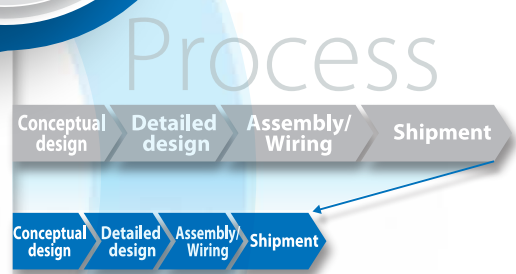 Process
Conceptual
design
Detailed
design
Assembly/
Wiring
Shipment
Conceptual
design
Detailed
design
Assembly/
Wiring
Shipment